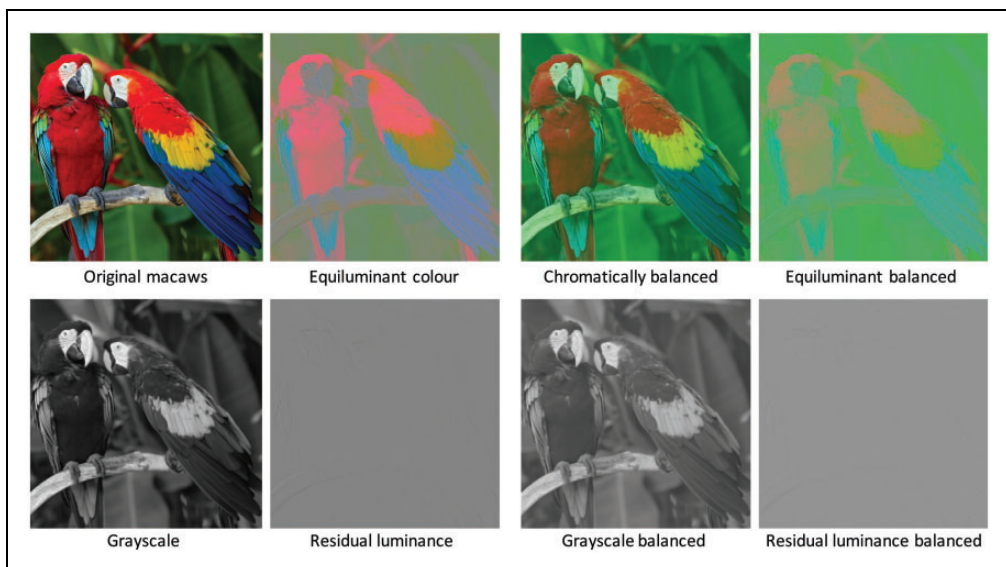 Original macaws
Equiluminant colour
Chromatically balanced
Equiluminant balanced
Grayscale
Residual luminance
Grayscale balanced
Residual luminance balanced